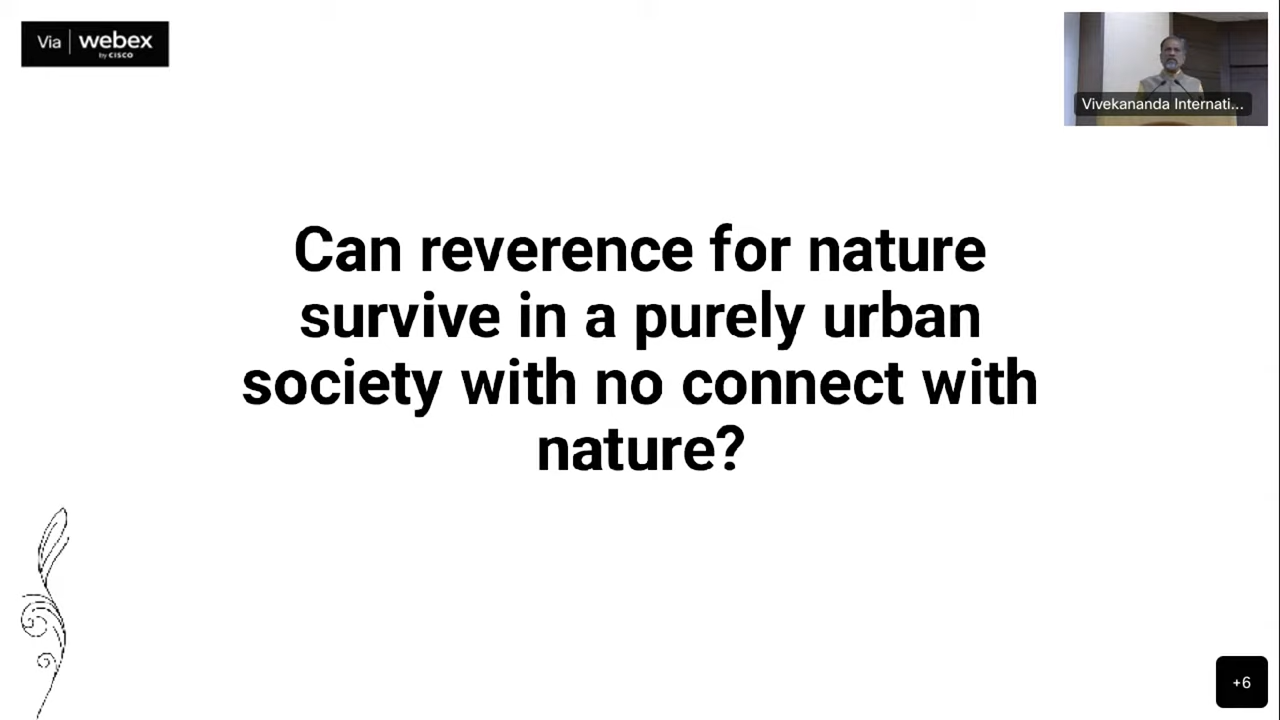 Via | webex
by CISCO
Vivekananda Internati...
Can reverence for nature
survive in a purely urban
society with no connect with
nature?
+6